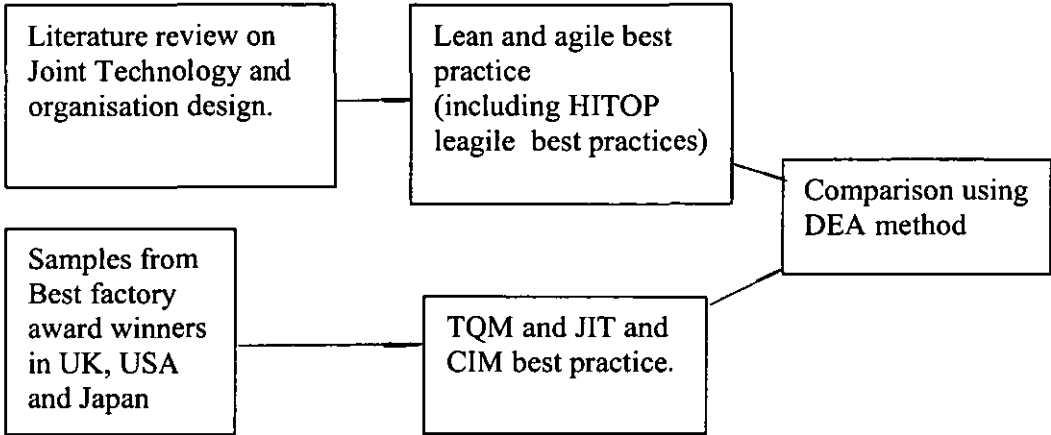 Literature review on
Joint Technology and
organisation design.
Lean and agile best
practice
(including HITOP
leagile best practices)
Comparison using
DEA method
Samples from
Best factory
award winners
in UK, USA
and Japan
TQM and JIT and
CIM best practice.